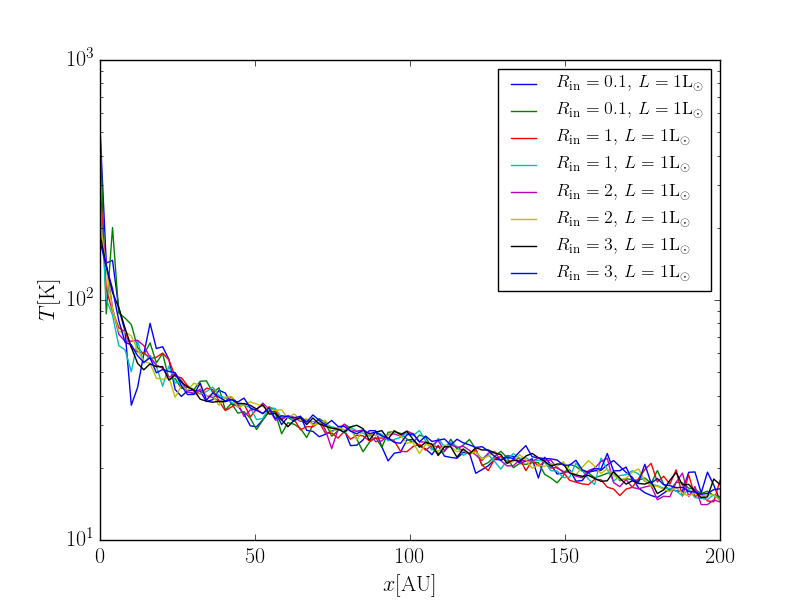 10³
10²
10¹
T[K]
R_in = 0.1, L = 1L_⊙
R_in = 0.1, L = 1L_⊙
R_in = 1, L = 1L_⊙
R_in = 1, L = 1L_⊙
R_in = 2, L = 1L_⊙
R_in = 2, L = 1L_⊙
R_in = 3, L = 1L_⊙
R_in = 3, L = 1L_⊙
0 50 100 150 200
x[AU]